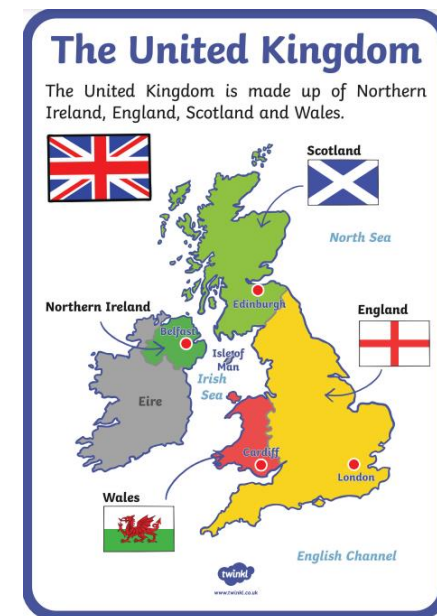 The United Kingdom
The United Kingdom is made up of Northern
Ireland, England, Scotland and Wales.
Scotland
North Sea
Edinburgh
Northern Ireland
England
Belfast
Isle of
Man
Irish
Sea
Eire
Cardiff
London
Wales
English Channel
twinkl
www.twinkl.co.uk